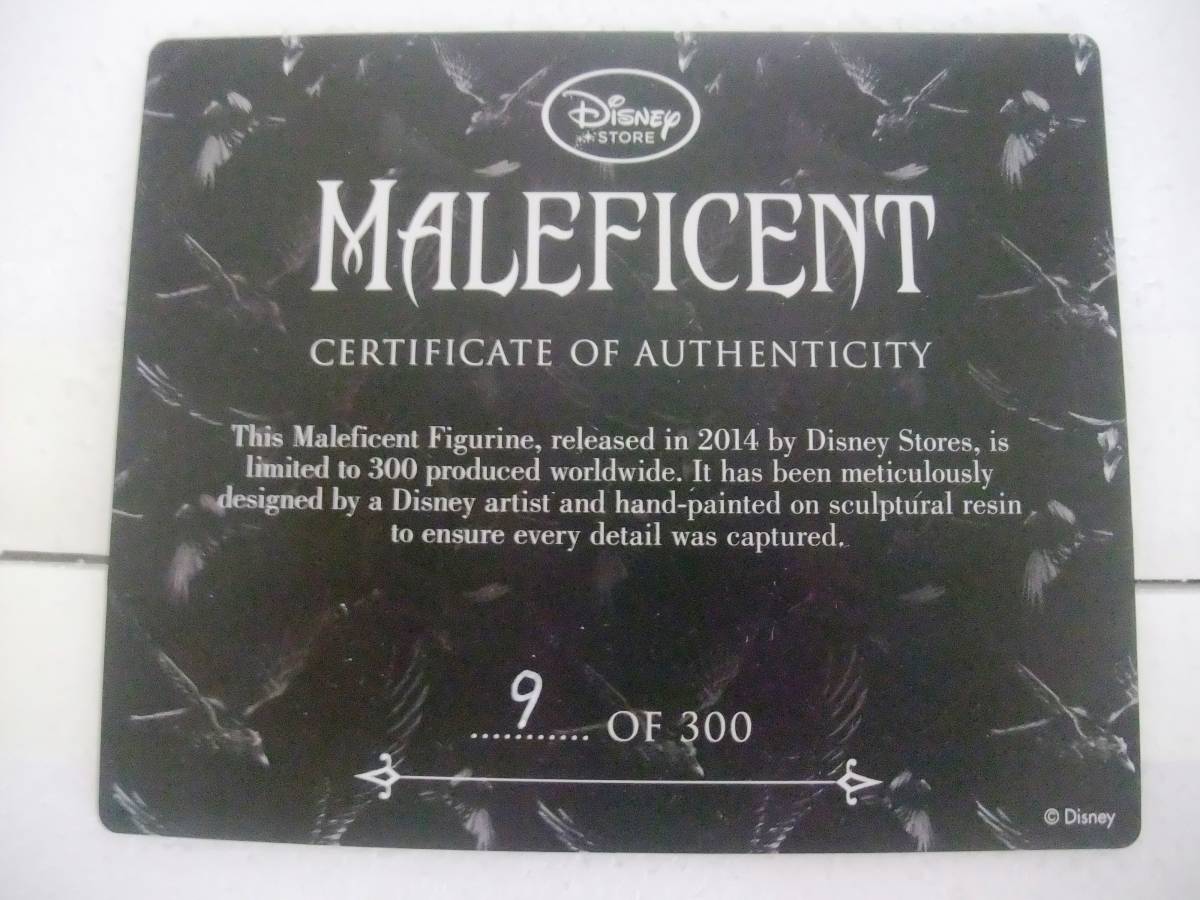 Disney
STORE
MALEFICENT
CERTIFICATE OF AUTHENTICITY
This Maleficent Figurine, released in 2014 by Disney Stores, is
limited to 300 produced worldwide. It has been meticulously
designed by a Disney artist and hand-painted on sculptural resin
to ensure every detail was captured.
9 OF 300
© Disney